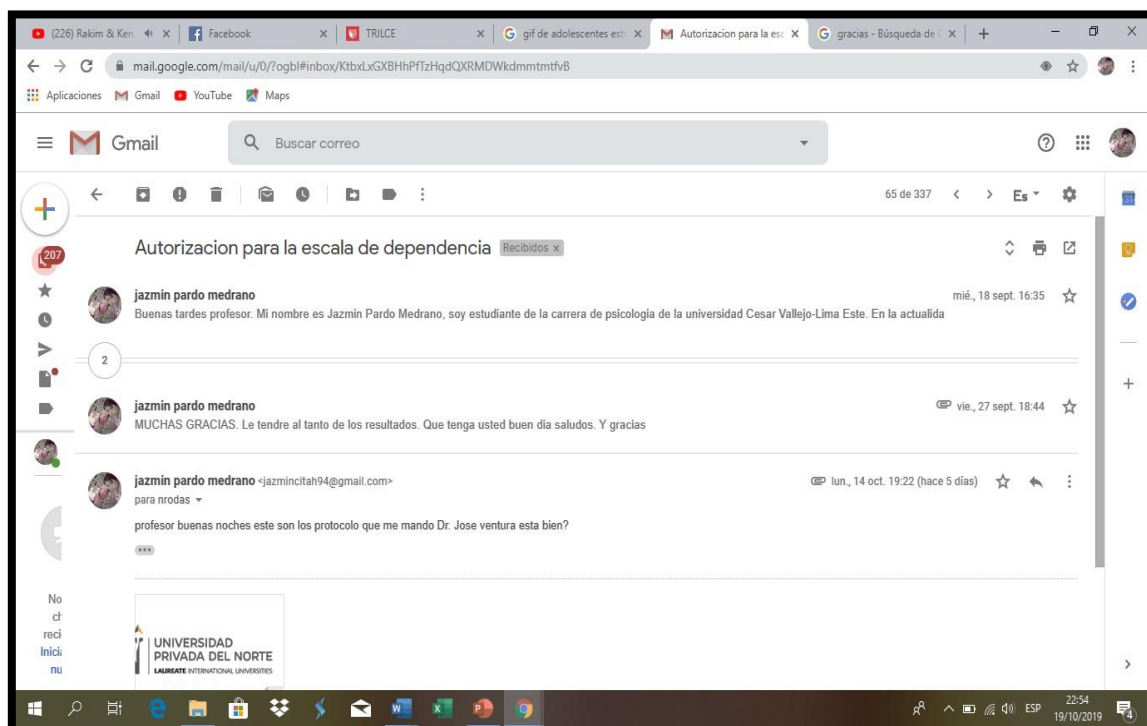 (226) Rakim & Ken
Facebook
TRILCE
gif de adolescentes est
Autorizacion para la esc
gracias - Búsqueda de
mail.google.com/mail/u/0/?ogbl#inbox/KtbxLxGXBHhPfTzHqdQXRMDWkdmmtmtfvB
Aplicaciones
Gmail
YouTube
Maps
Gmail
Buscar correo
65 de 337
Es
207
Autorizacion para la escala de dependencia
Recibidos x
jazmin pardo medrano
mié., 18 sept. 16:35
Buenas tardes profesor. Mi nombre es Jazmin Pardo Medrano, soy estudiante de la carrera de psicologia de la universidad Cesar Vallejo-Lima Este. En la actualida
2
jazmin pardo medrano
vie., 27 sept. 18:44
MUCHAS GRACIAS. Le tendre al tanto de los resultados. Que tenga usted buen dia saludos. Y gracias
jazmin pardo medrano <jazmincitah94@gmail.com>
lun., 14 oct. 19:22 (hace 5 días)
para nrodas
profesor buenas noches este son los protocolo que me mando Dr. Jose ventura esta bien?
No
ch
reci
Inicia
nu
UNIVERSIDAD
PRIVADA DEL NORTE
LAUREATE INTERNATIONAL UNIVERSITIES
ESP
22:54
19/10/2019
4